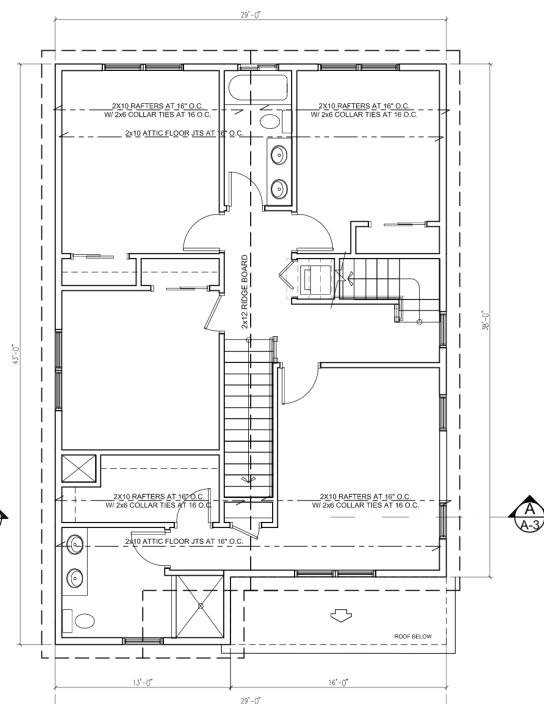 29'-0"
2X10 RAFTERS AT 16" O.C.
W/ 2x6 COLLAR TIES AT 16 O.C.
2X10 RAFTERS AT 16" O.C.
W/ 2x6 COLLAR TIES AT 16 O.C.
2x10 ATTIC FLOOR JTS AT 16" O.C.
2x12 RIDGE BOARD
43'-0"
38'-0"
2X10 RAFTERS AT 16" O.C.
W/ 2x6 COLLAR TIES AT 16" O.C.
2X10 RAFTERS AT 16" O.C.
W/ 2x6 COLLAR TIES AT 16" O.C.
A
A-3
2x10 ATTIC FLOOR JTS AT 16" O.C.
ROOF BELOW
13'-0"
16'-0"
29'-0"